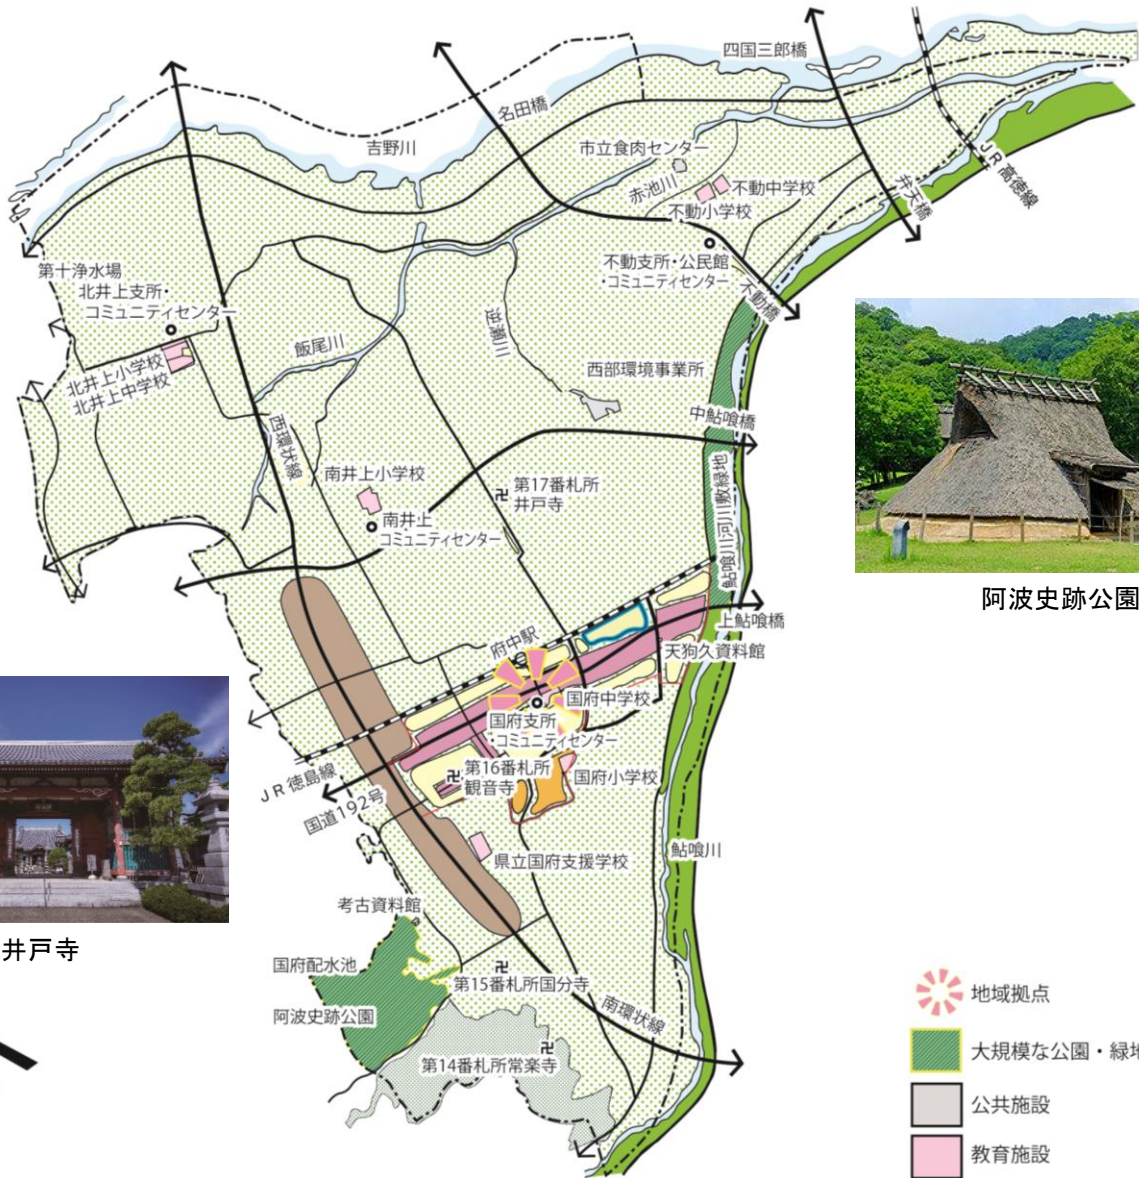 四国三郎橋
名田橋
吉野川
市立食肉センター
赤池川
不動中学校
不動小学校
JR高徳線
弁天橋
第十浄水場
北井上支所・
コミュニティセンター
不動支所・公民館
・コミュニティセンター
不動橋
飯尾川
逆瀬川
北井上小学校
北井上中学校
西部環境事業所
西環状線
中鮎喰橋
南井上小学校
第17番札所
井戸寺
鮎喰川河川敷緑地
南井上
コミュニティセンター
阿波史跡公園
上鮎喰橋
府中駅
天狗久資料館
国府中学校
国府支所
・コミュニティセンター
第16番札所
観音寺
国府小学校
JR徳島線
国道192号
県立国府支援学校
鮎喰川
考古資料館
井戸寺
国府配水池
第15番札所国分寺
阿波史跡公園
南環状線
第14番札所常楽寺
地域拠点
大規模な公園・緑地
公共施設
教育施設